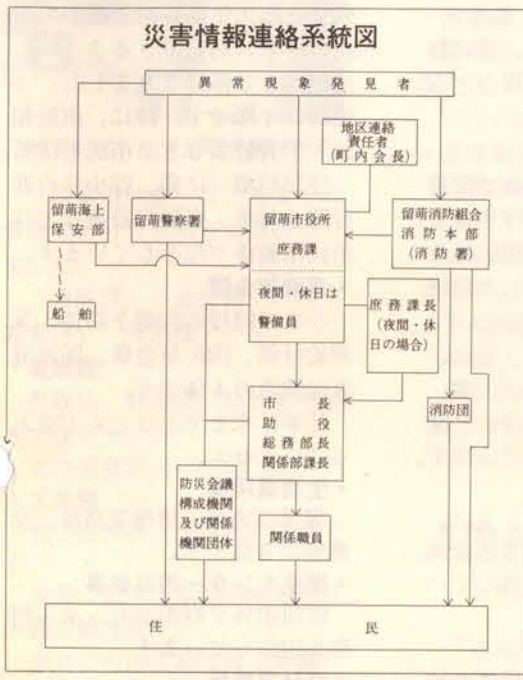 災害情報連絡系統図
異常現象発見者
地区連絡
責任者
(町内会長)
留萌海上
保安部
留萌警察署
留萌市役所
庶務課
留萌消防組合
消防本部
(消防署)
船舶
夜間・休日は
警備員
庶務課長
(夜間・休
日の場合)
市長
助役
総務部長
関係部課長
消防団
防災会議
構成機関
及び関係
機関団体
関係職員
住民